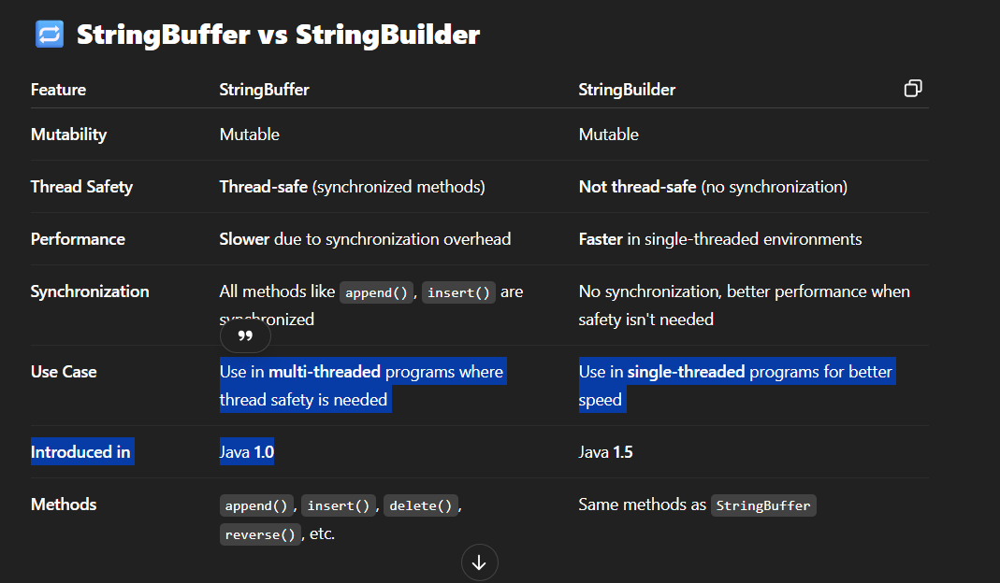 StringBuffer vs StringBuilder
Feature StringBuffer StringBuilder
Mutability Mutable Mutable
Thread Safety Thread-safe (synchronized methods) Not thread-safe (no synchronization)
Performance Slower due to synchronization overhead Faster in single-threaded environments
Synchronization All methods like append(), insert() are No synchronization, better performance when
synchronized safety isn't needed
Use Case Use in multi-threaded programs where Use in single-threaded programs for better
thread safety is needed speed
Introduced in Java 1.0 Java 1.5
Methods append(), insert(), delete(), Same methods as StringBuffer
reverse(), etc.